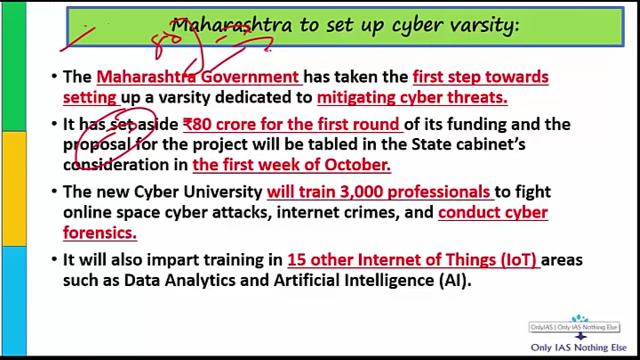 Maharashtra to set up cyber varsity:
80
• The Maharashtra Government has taken the first step towards
setting up a varsity dedicated to mitigating cyber threats.
• It has set aside ₹80 crore for the first round of its funding and the
proposal for the project will be tabled in the State cabinet's
consideration in the first week of October.
• The new Cyber University will train 3,000 professionals to fight
online space cyber attacks, internet crimes, and conduct cyber
forensics.
• It will also impart training in 15 other Internet of Things (IoT) areas
such as Data Analytics and Artificial Intelligence (AI).
OnlyIAS | Only IAS Nothing Else
Only IAS Nothing Else